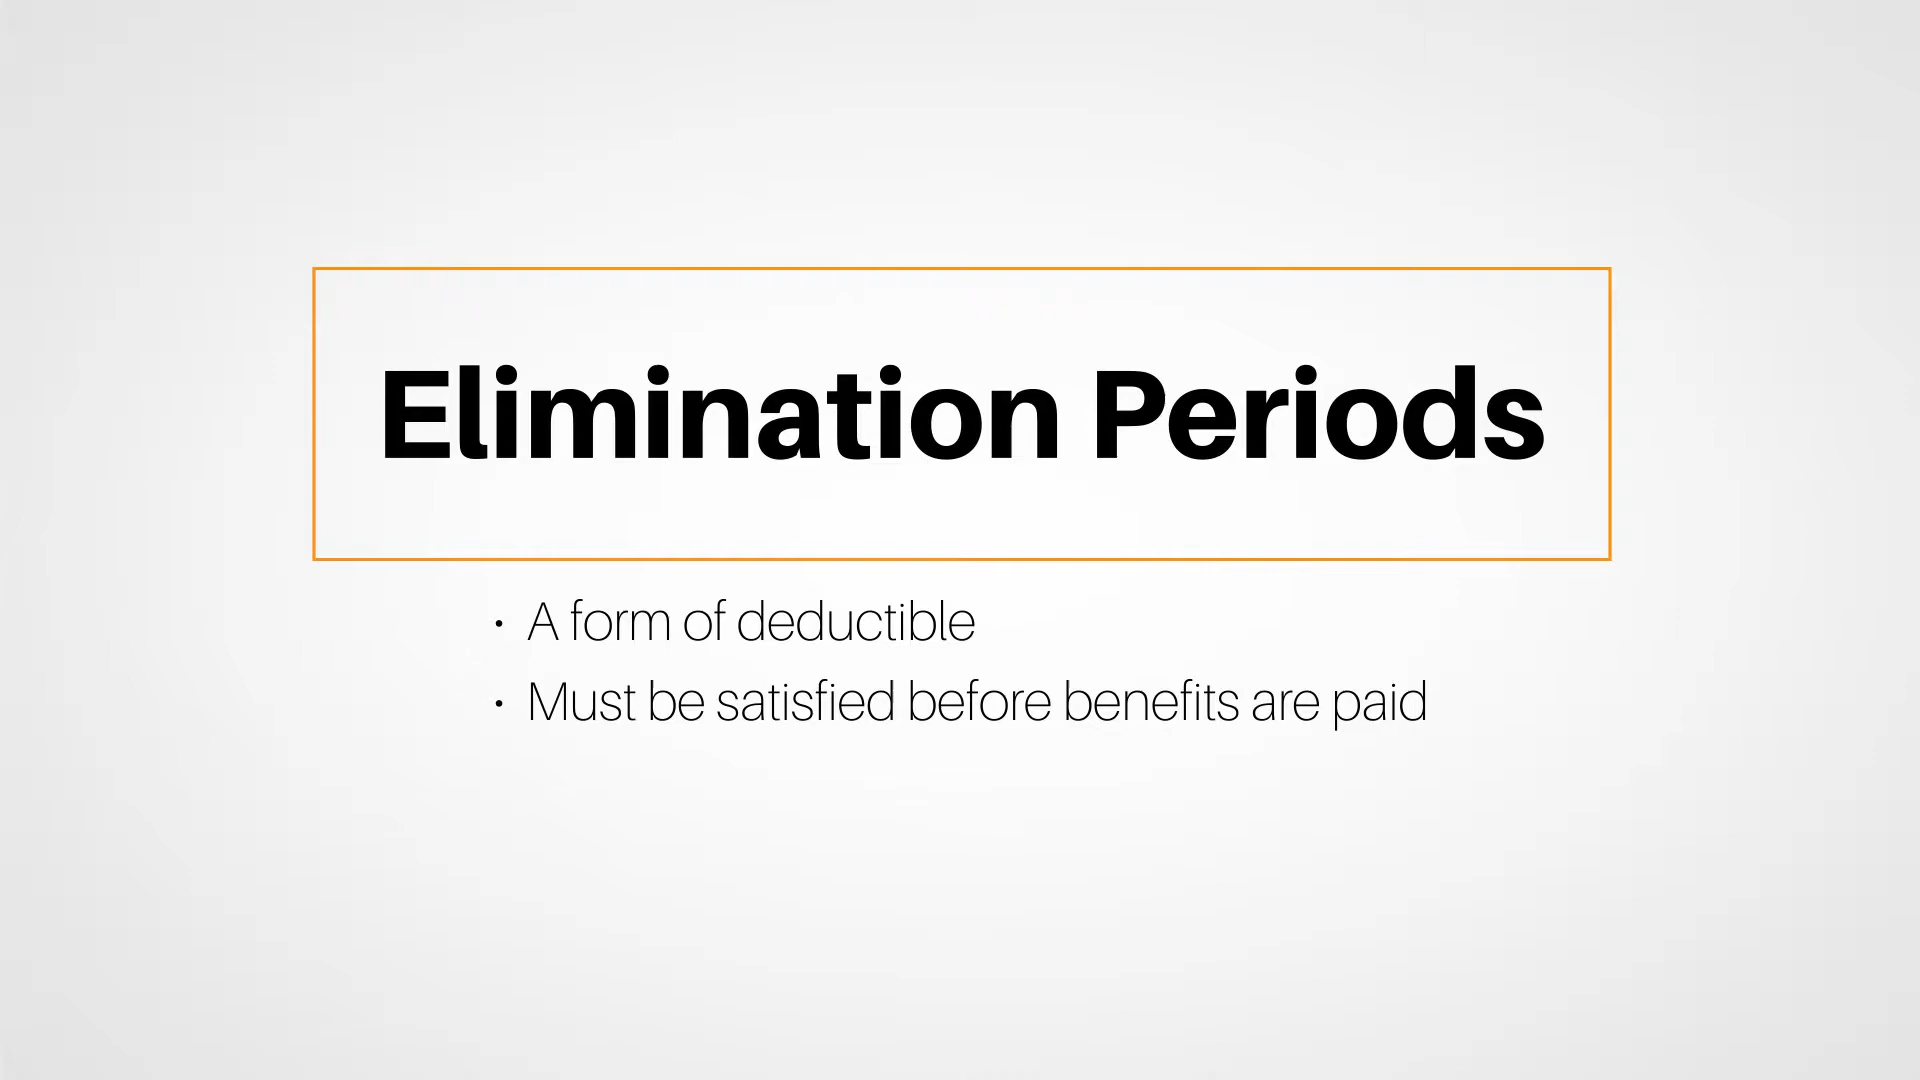 Elimination Periods
• A form of deductible
• Must be satisfied before benefits are paid